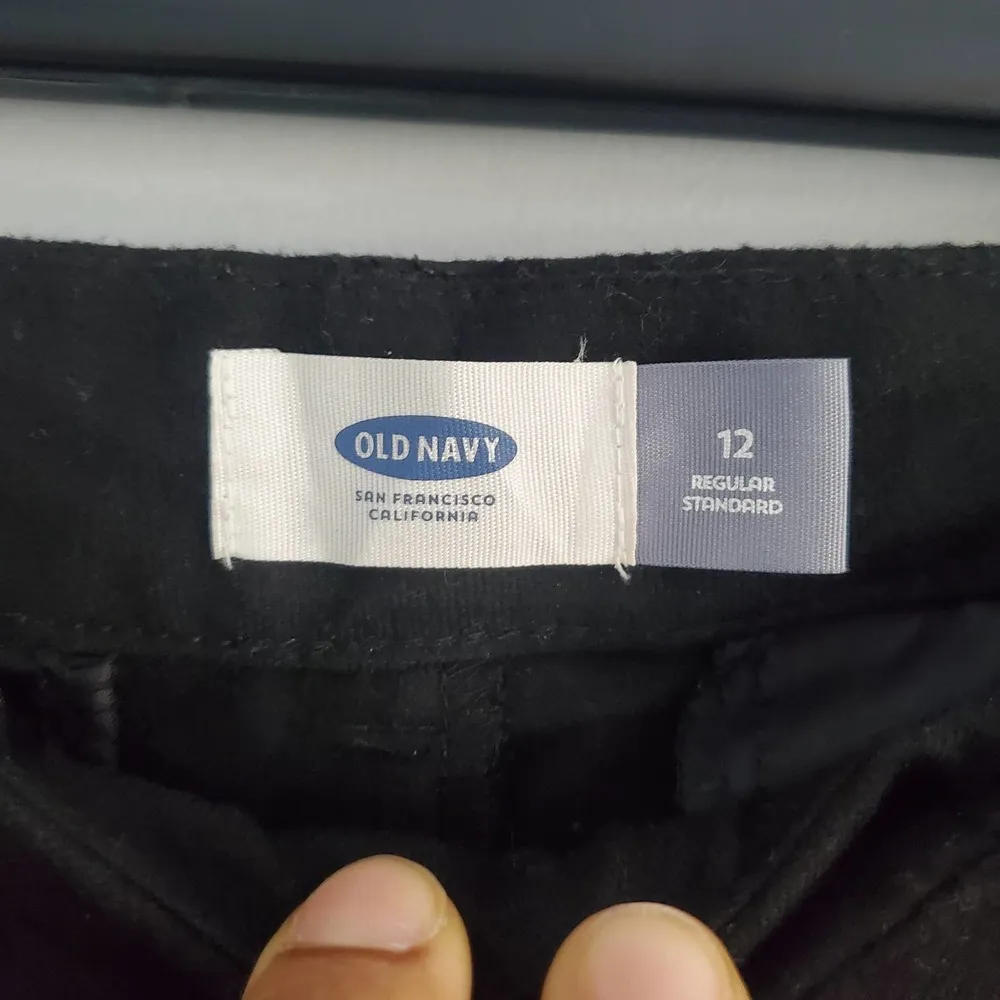 OLD NAVY
SAN FRANCISCO
CALIFORNIA
12
REGULAR
STANDARD